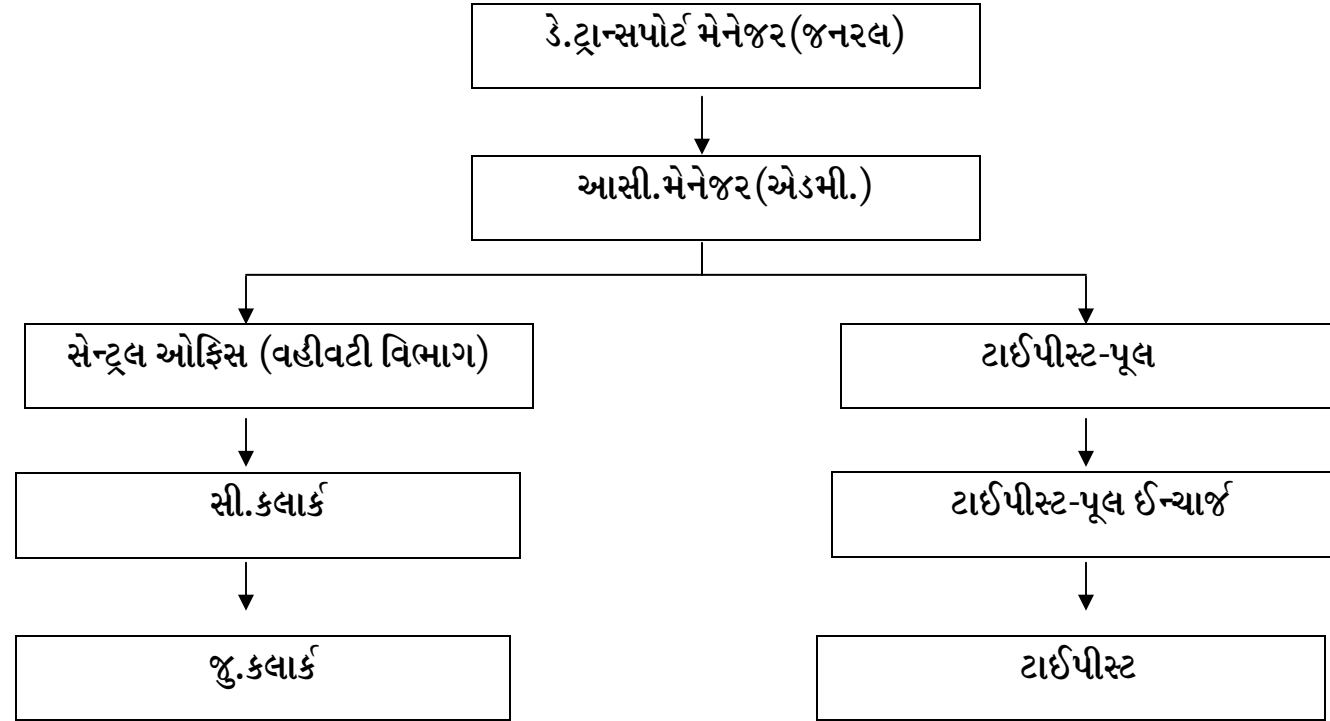 ડે.ટ્રાન્સપોર્ટ મેનેજર(જનરલ)
આસી.મેનેજર(એડમી.)
સેન્ટ્રલ ઓફિસ (વહીવટી વિભાગ)
ટાઈપીસ્ટ-પૂલ
સી.કલાર્ક
ટાઈપીસ્ટ-પૂલ ઈન્ચાર્જ
જુ.કલાર્ક
ટાઈપીસ્ટ